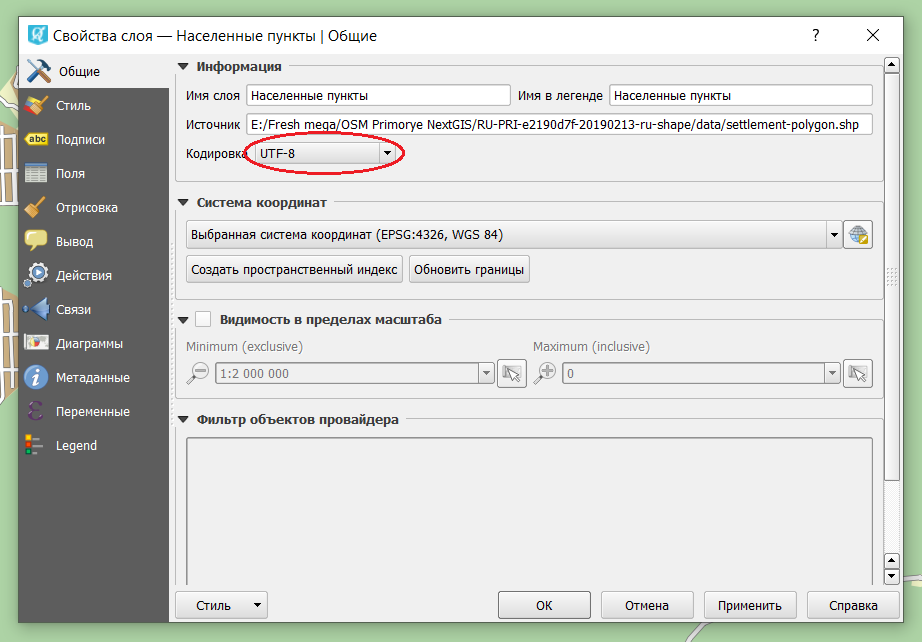 Свойства слоя — Населенные пункты | Общие
?
Общие
Стиль
abc Подписи
Поля
Отрисовка
Вывод
Действия
Связи
Диаграммы
Метаданные
Переменные
Legend
Информация
Имя слоя Населенные пункты Имя в легенде Населенные пункты
Источник E:/Fresh mega/OSM Primorye NextGIS/RU-PRI-e2190d7f-20190213-ru-shape/data/settlement-polygon.shp
Кодировка UTF-8
Система координат
Выбранная система координат (EPSG:4326, WGS 84)
Создать пространственный индекс Обновить границы
Видимость в пределах масштаба
Minimum (exclusive) Maximum (inclusive)
1:2 000 000 0
Фильтр объектов провайдера
Стиль OK Отмена Применить Справка